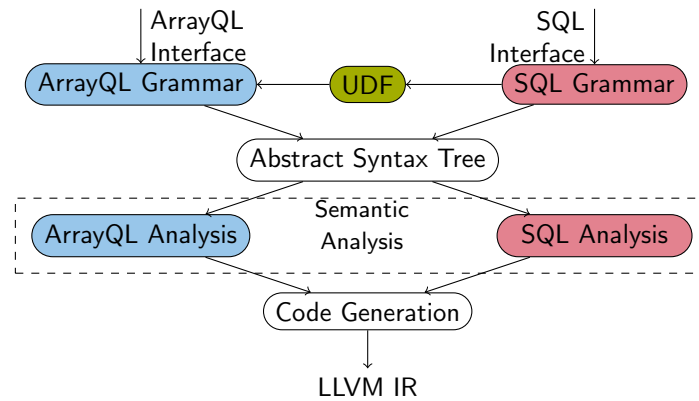 ArrayQL
Interface
SQL
Interface
ArrayQL Grammar
UDF
SQL Grammar
Abstract Syntax Tree
Semantic
Analysis
ArrayQL Analysis
SQL Analysis
Code Generation
LLVM IR